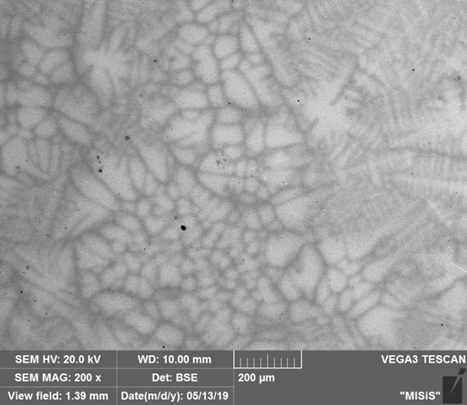 SEM HV: 20.0 kV WD: 10.00 mm VEGA3 TESCAN
SEM MAG: 200 x Det: BSE 200 µm
View field: 1.39 mm Date(m/d/y): 05/13/19 "MISiS"